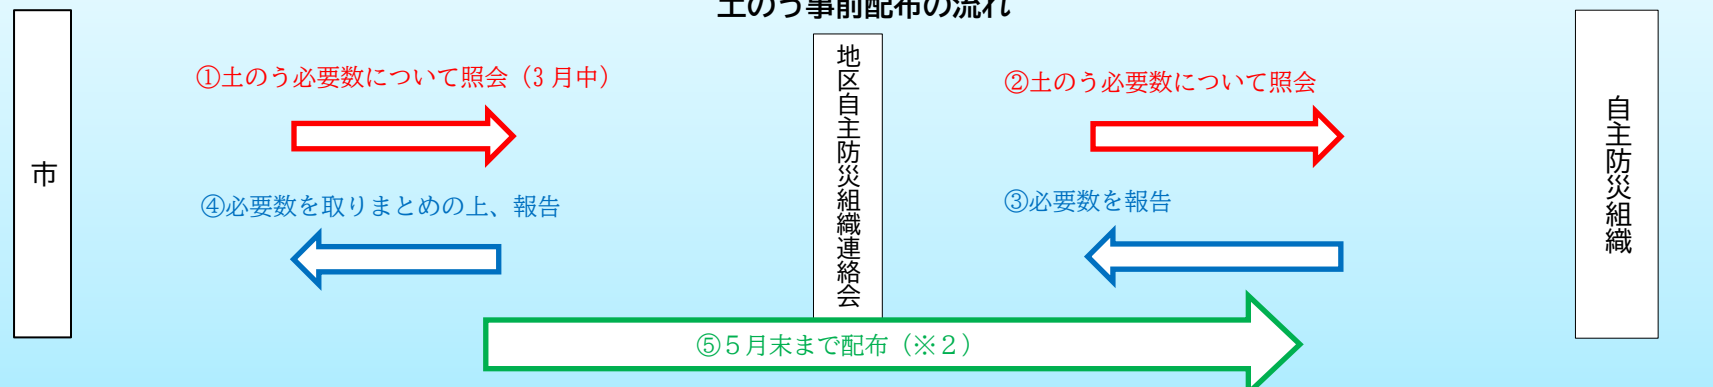 土のう事前配布の流れ
市
①土のう必要数について照会（3月中）
地区自主防災組織連絡会
②土のう必要数について照会
自主防災組織
④必要数を取りまとめの上、報告
③必要数を報告
⑤５月末まで配布（※２）